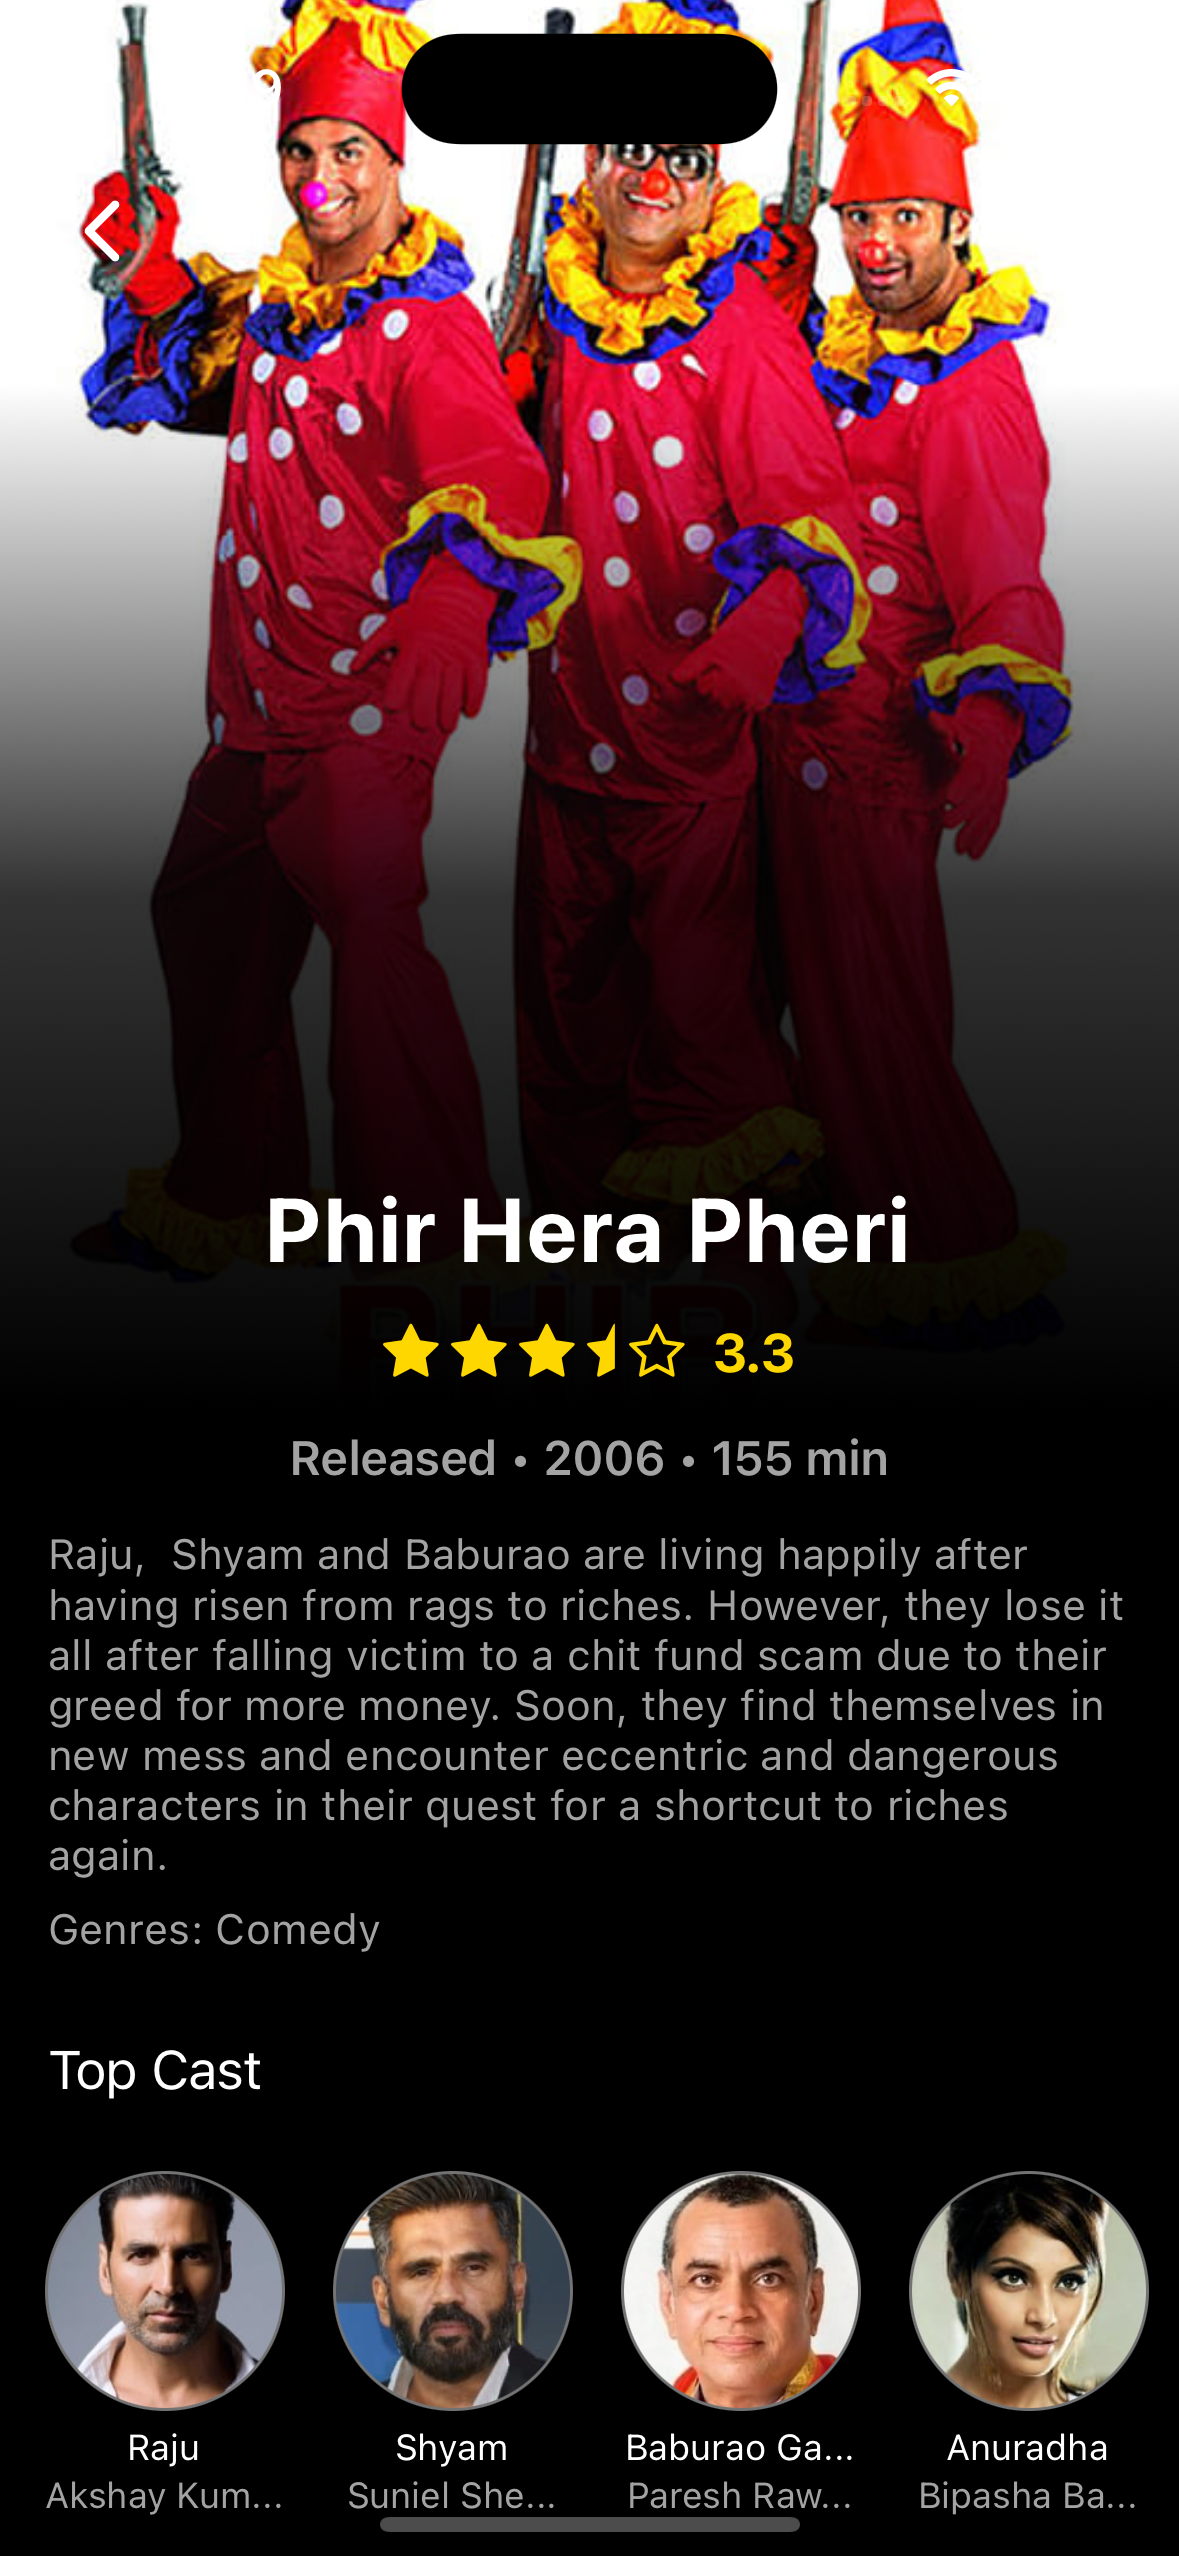 Phir Hera Pheri
3.3
Released • 2006 • 155 min
Raju,  Shyam and Baburao are living happily after
having risen from rags to riches. However, they lose it
all after falling victim to a chit fund scam due to their
greed for more money. Soon, they find themselves in
new mess and encounter eccentric and dangerous
characters in their quest for a shortcut to riches
again.
Genres: Comedy
Top Cast
Raju
Shyam
Baburao Ga...
Anuradha
Akshay Kum...
Suniel She...
Paresh Raw...
Bipasha Ba...